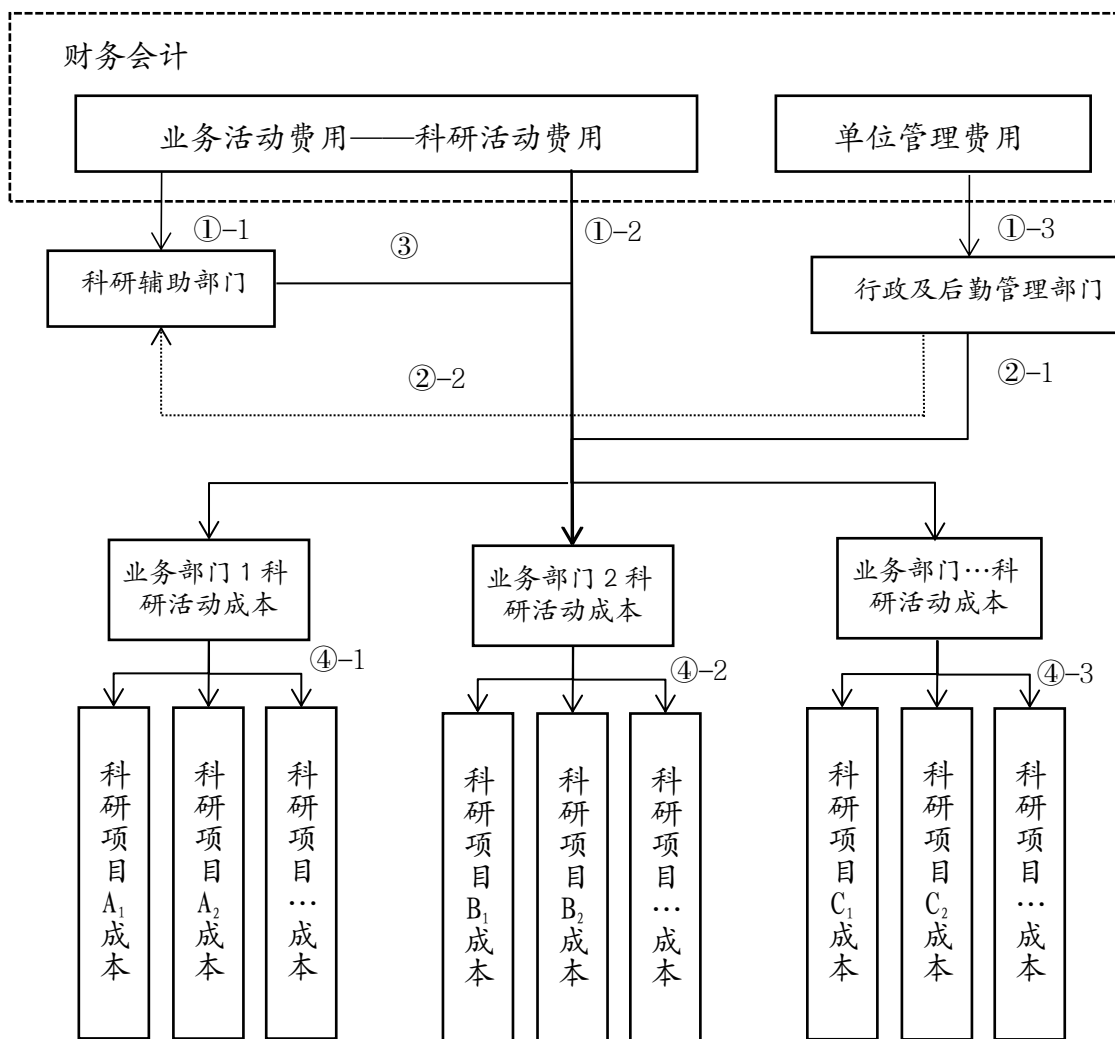 财务会计
业务活动费用——科研活动费用
单位管理费用
①-1
③
①-2
①-3
科研辅助部门
行政及后勤管理部门
②-2
②-1
业务部门1科
研活动成本
业务部门2科
研活动成本
业务部门…科
研活动成本
④-1
④-2
④-3
科研项目A₁成本
科研项目A₂成本
科研项目…成本
科研项目B₁成本
科研项目B₂成本
科研项目…成本
科研项目C₁成本
科研项目C₂成本
科研项目…成本